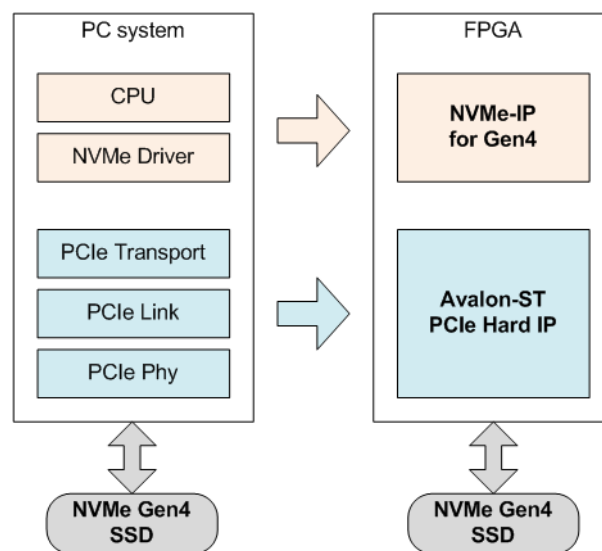 PC system
CPU
NVMe Driver
PCIe Transport
PCIe Link
PCIe Phy
NVMe Gen4
SSD
FPGA
NVMe-IP
for Gen4
Avalon-ST
PCIe Hard IP
NVMe Gen4
SSD